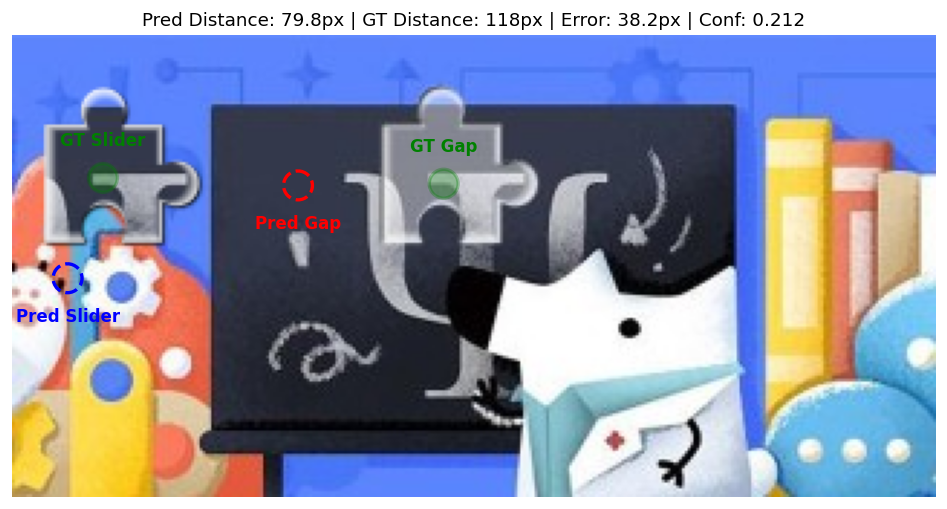 Pred Distance: 79.8px | GT Distance: 118px | Error: 38.2px | Conf: 0.212
GT Slider
GT Gap
Pred Gap
Pred Slider
Ψ